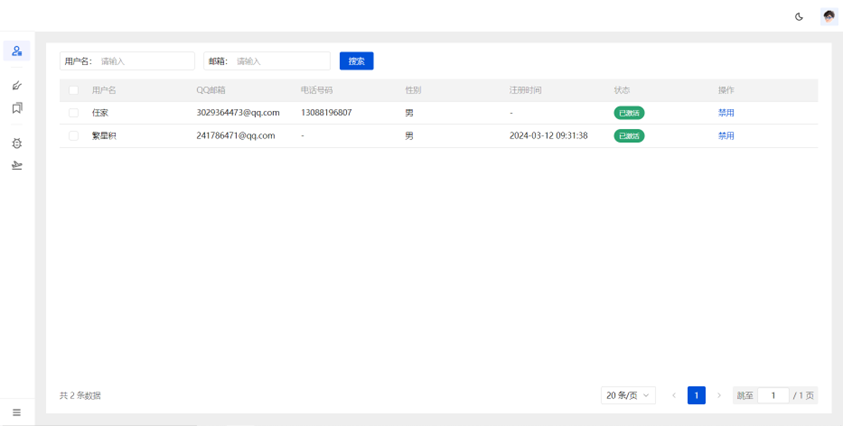 用户名： 请输入 邮箱： 请输入 搜索
用户名 QQ邮箱 电话号码 性别 注册时间 状态 操作
任家 3029364473@qq.com 13088196807 男 - 已激活 禁用
繁星积 241786471@qq.com - 男 2024-03-12 09:31:38 已激活 禁用
共 2 条数据 20 条/页 1 跳至 1 / 1 页